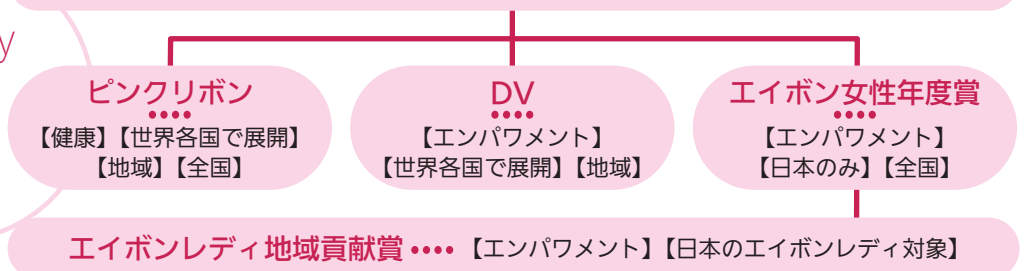 y
ピンクリボン
【健康】【世界各国で展開】
【地域】【全国】
DV
【エンパワメント】
【世界各国で展開】【地域】
エイボン女性年度賞
【エンパワメント】
【日本のみ】【全国】
エイボンレディ地域貢献賞 •••• 【エンパワメント】【日本のエイボンレディ対象】